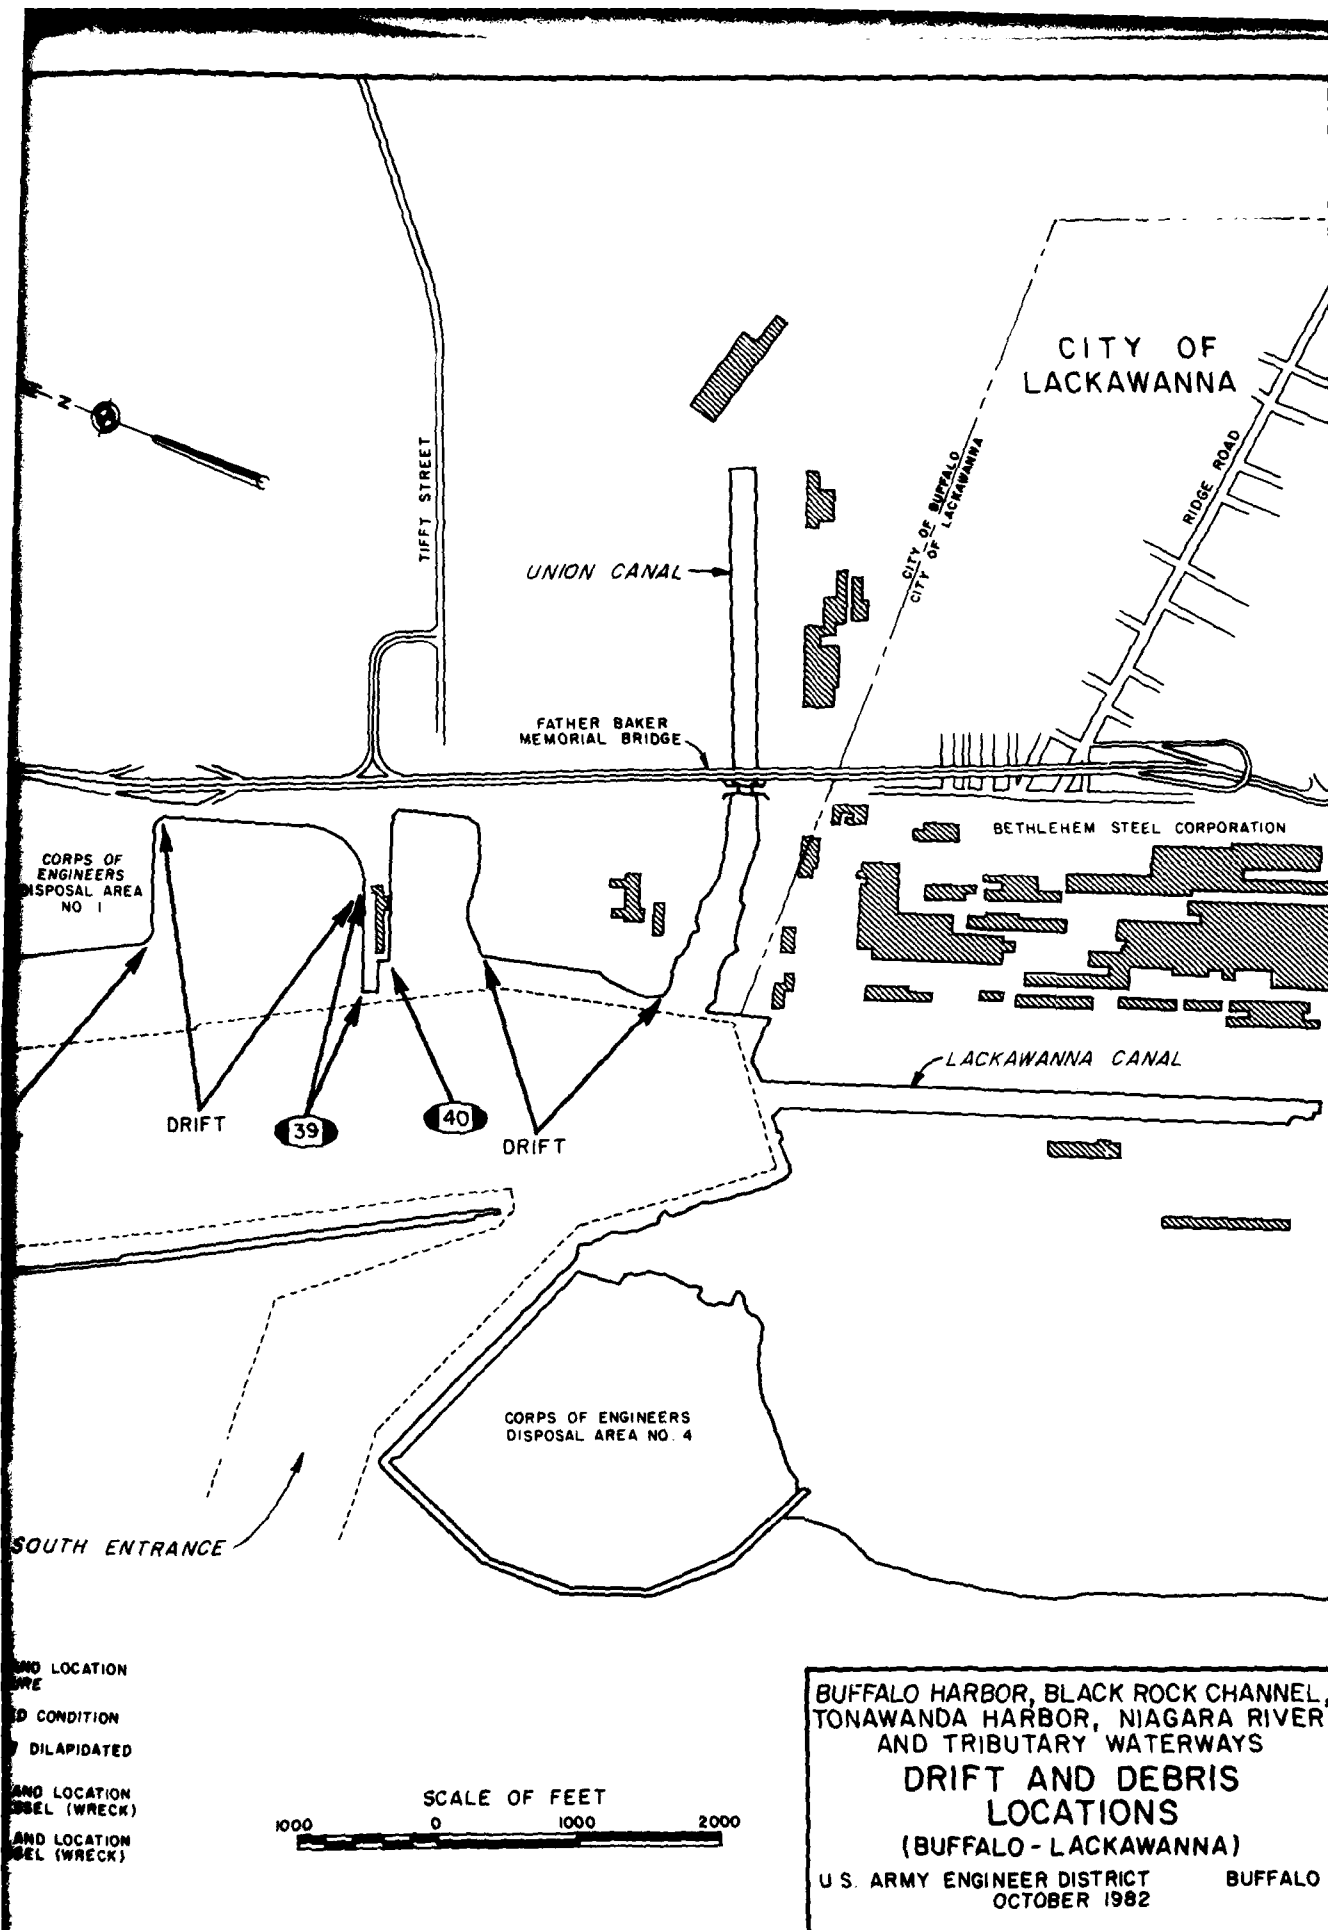 CITY OF
LACKAWANNA
N
TIFFT STREET
CITY OF BUFFALO
CITY OF LACKAWANNA
RIDGE ROAD
UNION CANAL
FATHER BAKER
MEMORIAL BRIDGE
BETHLEHEM STEEL CORPORATION
CORPS OF
ENGINEERS
DISPOSAL AREA
NO 1
LACKAWANNA CANAL
DRIFT
39
40
DRIFT
CORPS OF ENGINEERS
DISPOSAL AREA NO. 4
SOUTH ENTRANCE
AND LOCATION
CONDITION
DILAPIDATED
AND LOCATION
(WRECK)
AND LOCATION
(WRECK)
SCALE OF FEET
1000 0 1000 2000
BUFFALO HARBOR, BLACK ROCK CHANNEL,
TONAWANDA HARBOR, NIAGARA RIVER
AND TRIBUTARY WATERWAYS
DRIFT AND DEBRIS
LOCATIONS
(BUFFALO - LACKAWANNA)
U.S. ARMY ENGINEER DISTRICT BUFFALO
OCTOBER 1982